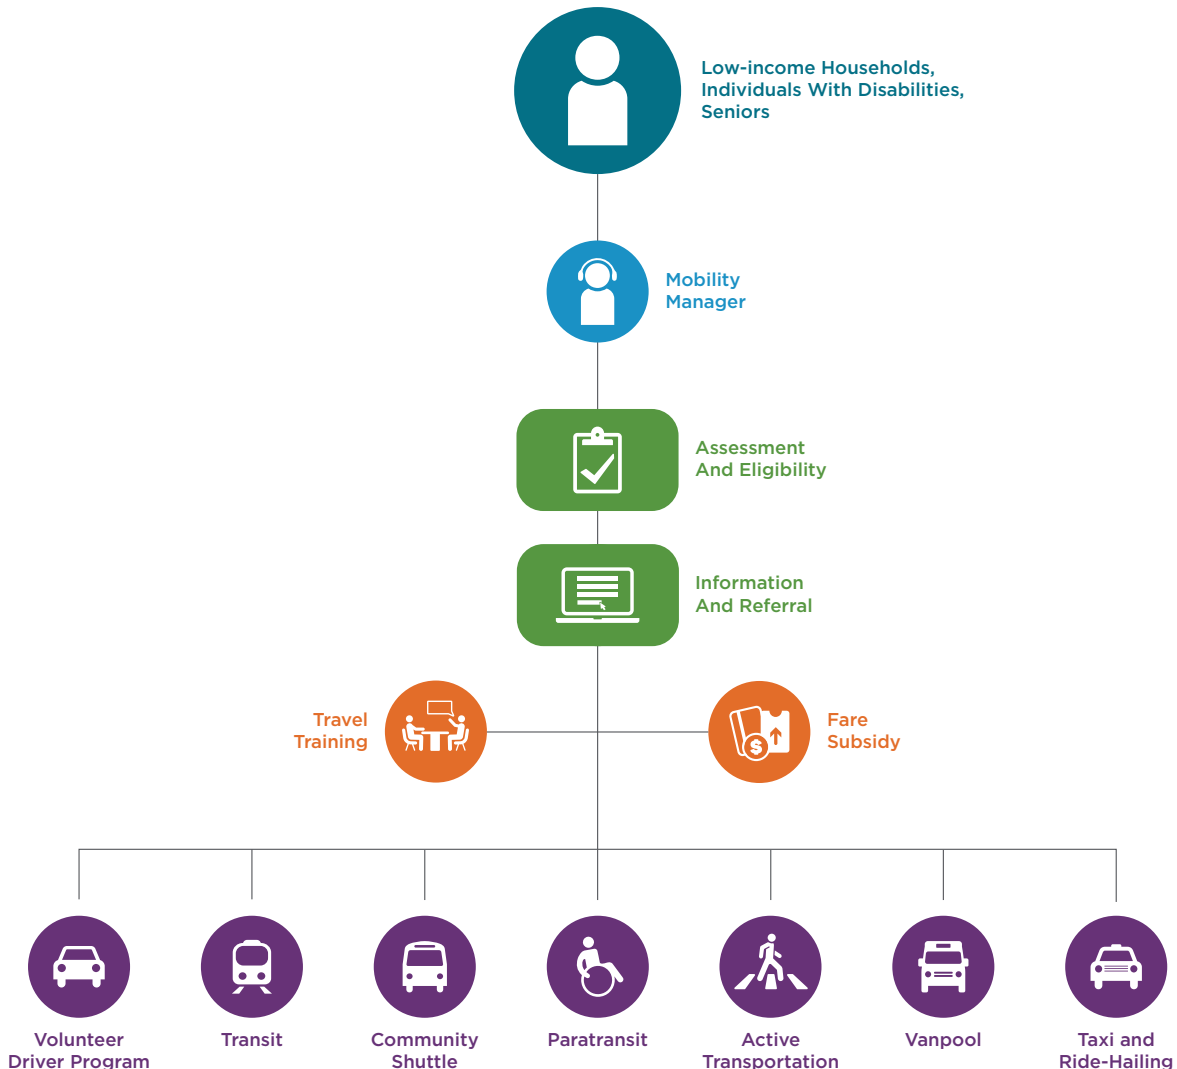 Low-income Households,
Individuals With Disabilities,
Seniors
Mobility
Manager
Assessment
And Eligibility
Information
And Referral
Travel
Training
Fare
Subsidy
$
Volunteer
Driver Program
Transit
Community
Shuttle
Paratransit
Active
Transportation
Vanpool
Taxi and
Ride-Hailing